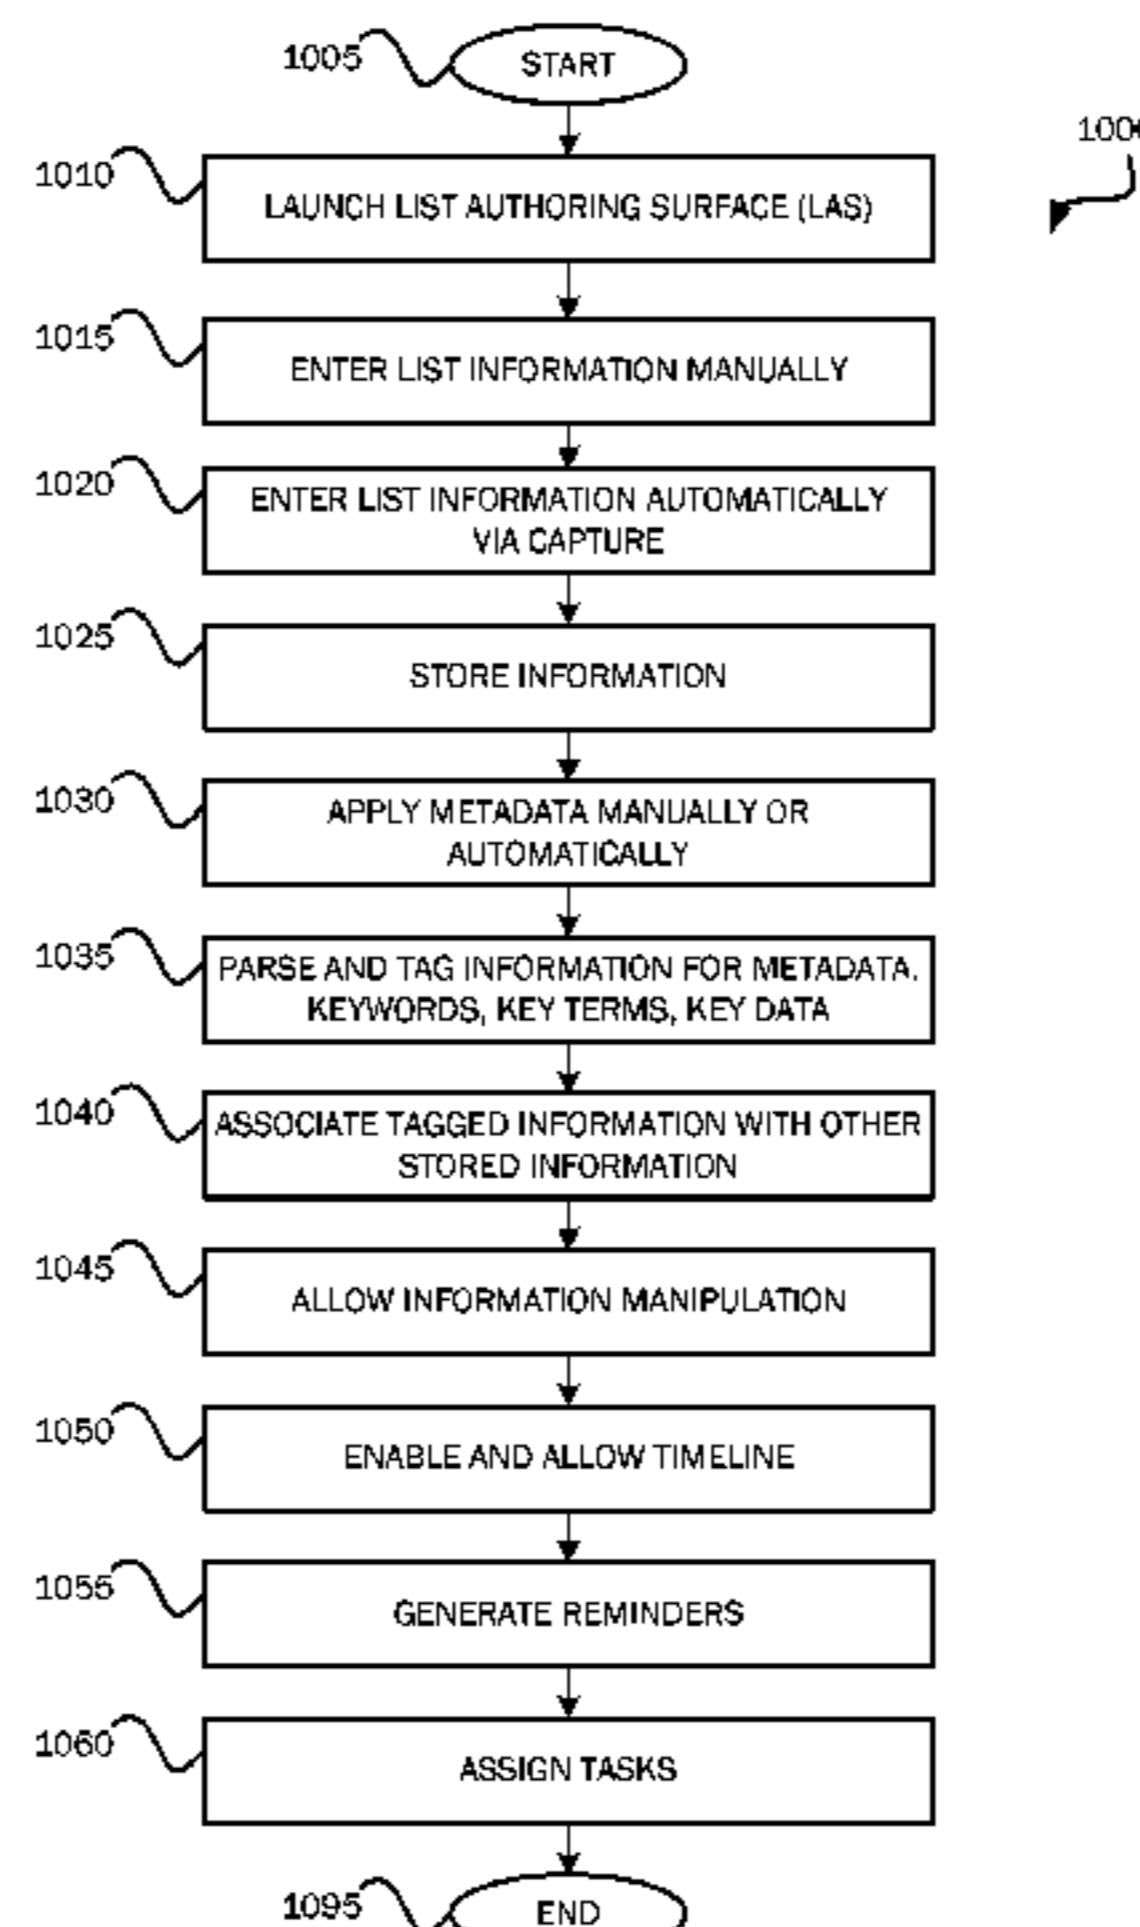 1005
START
1000
1010
LAUNCH LIST AUTHORING SURFACE (LAS)
1015
ENTER LIST INFORMATION MANUALLY
1020
ENTER LIST INFORMATION AUTOMATICALLY
VIA CAPTURE
1025
STORE INFORMATION
1030
APPLY METADATA MANUALLY OR
AUTOMATICALLY
1035
PARSE AND TAG INFORMATION FOR METADATA.
KEYWORDS, KEY TERMS, KEY DATA
1040
ASSOCIATE TAGGED INFORMATION WITH OTHER
STORED INFORMATION
1045
ALLOW INFORMATION MANIPULATION
1050
ENABLE AND ALLOW TIMELINE
1055
GENERATE REMINDERS
1060
ASSIGN TASKS
1095
END